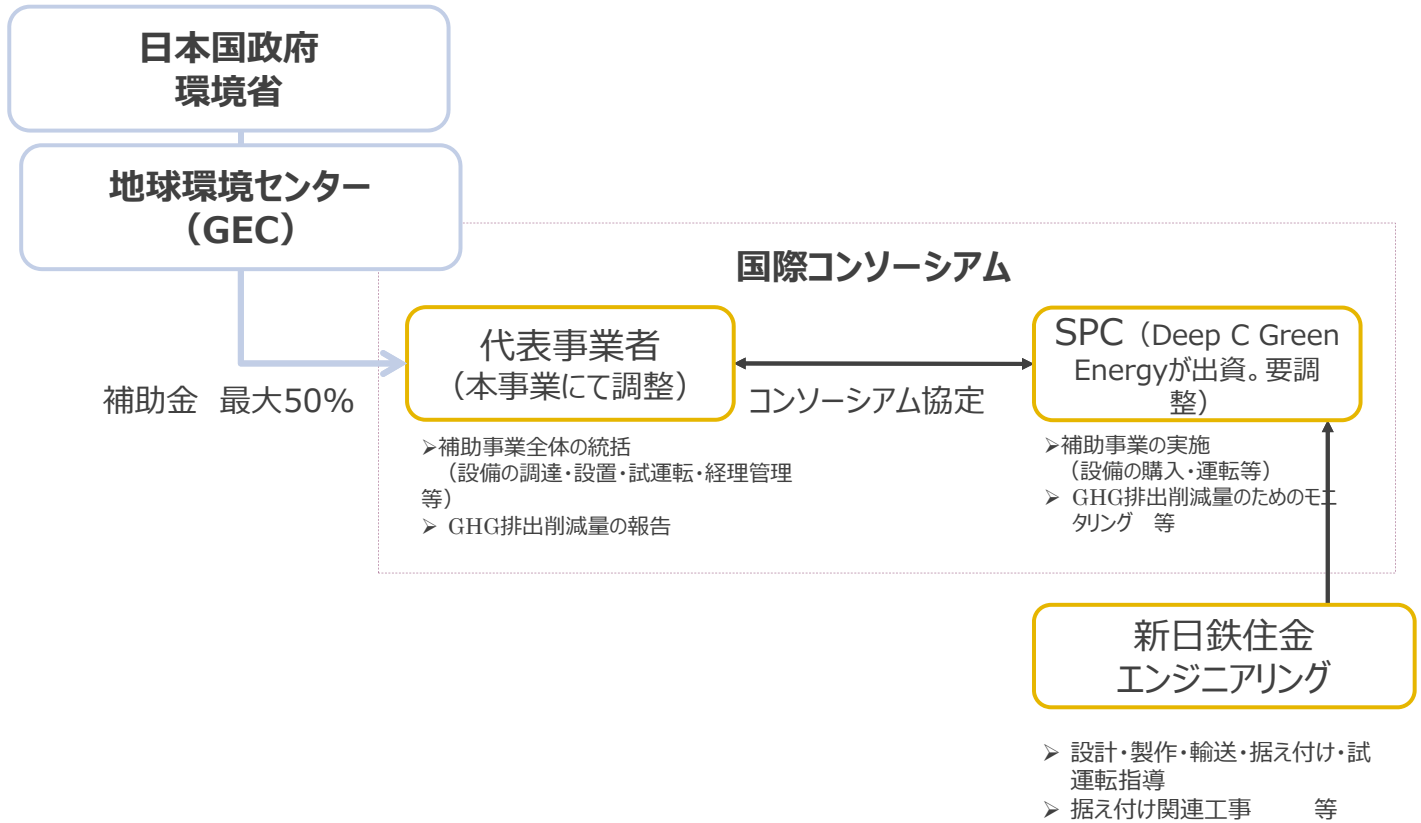 日本国政府
環境省
地球環境センター
（GEC）
国際コンソーシアム
代表事業者
（本事業にて調整）
SPC（Deep C Green
Energyが出資。要調
整）
補助金　最大50%
コンソーシアム協定
➢補助事業全体の統括
（設備の調達・設置・試運転・経理管理
等）
➢ GHG排出削減量の報告
➢補助事業の実施
（設備の購入・運転等）
➢ GHG排出削減量のためのモニ
タリング　等
新日鉄住金
エンジニアリング
➢ 設計・製作・輸送・据え付け・試
運転指導
➢ 据え付け関連工事　　等